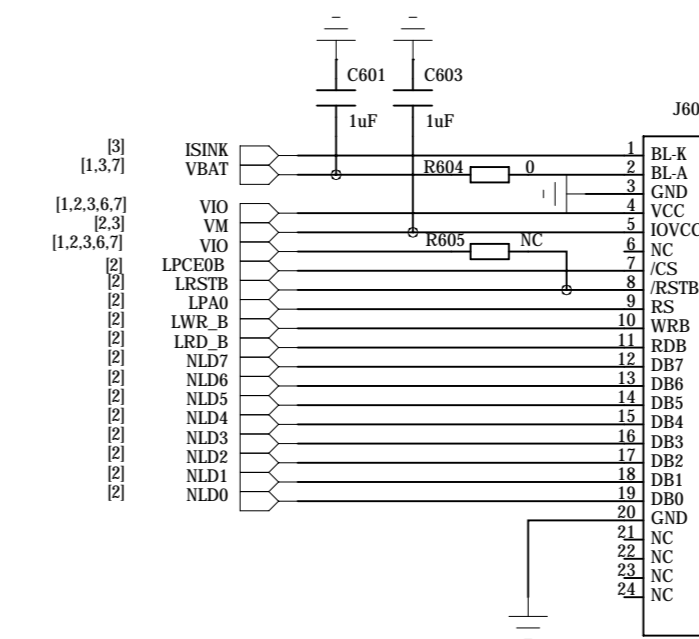 C601 C603
J60
1uF 1uF
[3] ISINK 1 BL-K
[1,3,7] VBAT R604 0 2 BL-A
3 GND
[1,2,3,6,7] VIO 4 VCC
[2,3] VM 5 IOVCC
[1,2,3,6,7] VIO R605 NC 6 NC
[2] LPCE0B 7 /CS
[2] LRSTB 8 /RSTB
[2] LPA0 9 RS
[2] LWR_B 10 WRB
[2] LRD_B 11 RDB
[2] NLD7 12 DB7
[2] NLD6 13 DB6
[2] NLD5 14 DB5
[2] NLD4 15 DB4
[2] NLD3 16 DB3
[2] NLD2 17 DB2
[2] NLD1 18 DB1
[2] NLD0 19 DB0
20 GND
21 NC
22 NC
23 NC
24 NC